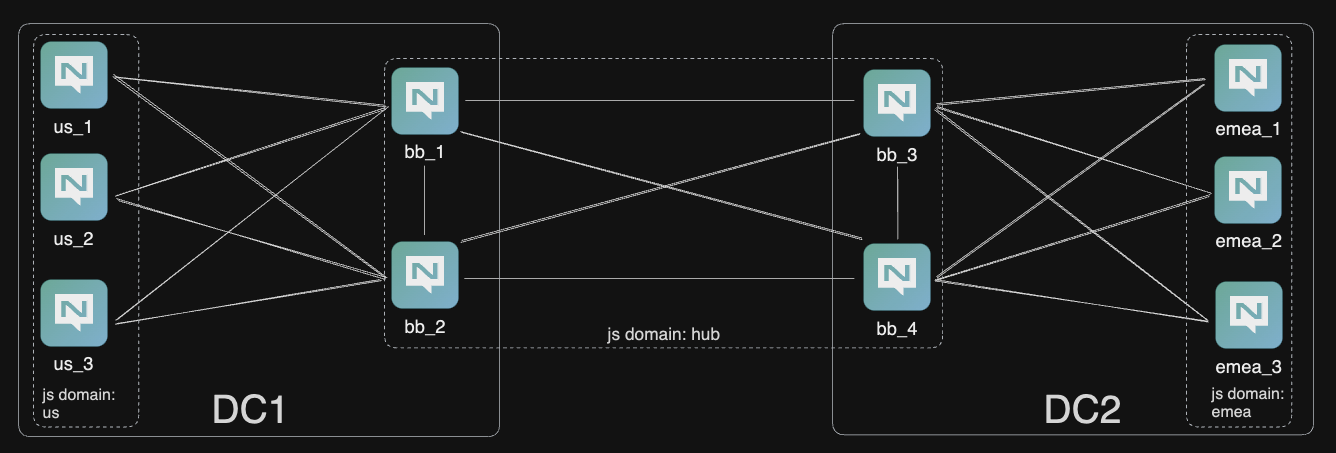 us_1
us_2
us_3
js domain:
us
DC1
bb_1
bb_2
js domain: hub
bb_3
bb_4
DC2
emea_1
emea_2
emea_3
js domain:
emea